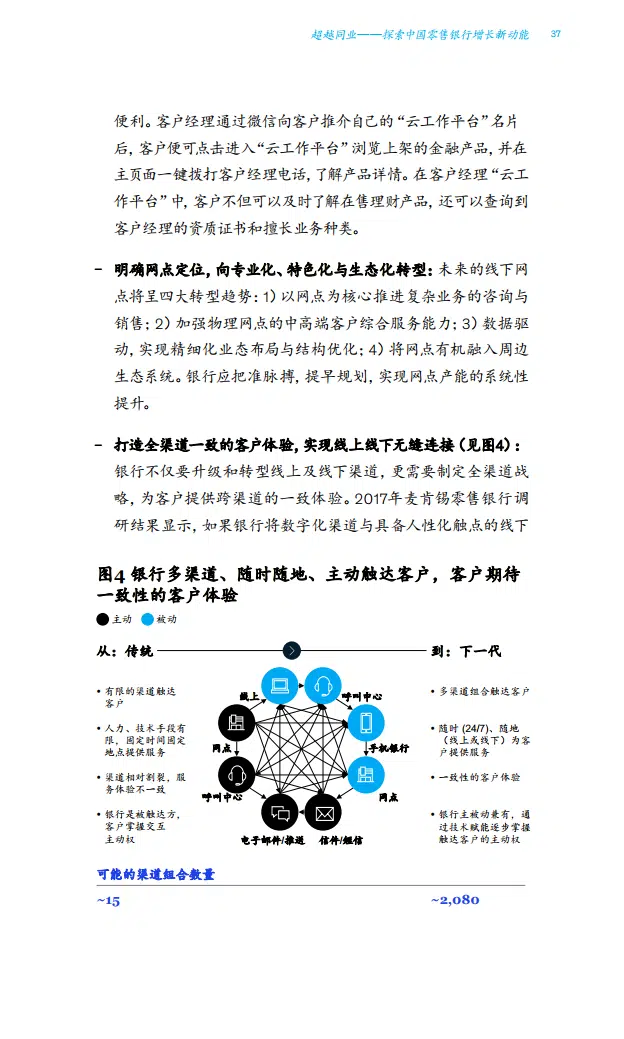 超越同业——探索中国零售银行增长新动能 37
便利。客户经理通过微信向客户推介自己的“云工作平台”名片
后，客户便可点击进入“云工作平台”浏览上架的金融产品，并在
主页面一键拨打客户经理电话，了解产品详情。在客户经理“云工
作平台”中，客户不但可以及时了解在售理财产品，还可以查询到
客户经理的资质证书和擅长业务种类。
– 明确网点定位，向专业化、特色化与生态化转型：未来的线下网
点将呈四大转型趋势：1）以网点为核心推进复杂业务的咨询与
销售；2）加强物理网点的中高端客户综合服务能力；3）数据驱
动，实现精细化业态布局与结构优化；4）将网点有机融入周边
生态系统。银行应把准脉搏，提早规划，实现网点产能的系统性
提升。
– 打造全渠道一致的客户体验，实现线上线下无缝连接（见图4）：
银行不仅要升级和转型线上及线下渠道，更需要制定全渠道战
略，为客户提供跨渠道的一致体验。2017年麦肯锡零售银行调
研结果显示，如果银行将数字化渠道与具备人性化触点的线下
图4 银行多渠道、随时随地、主动触达客户，客户期待
一致性的客户体验
主动 被动
从：传统
到：下一代
• 有限的渠道触达
客户
• 人力、技术手段有
限，固定时间固定
地点提供服务
• 渠道相对割裂，服
务体验不一致
• 银行是被触达方，
客户掌握交互
主动权
线上
呼叫中心
网点
手机银行
呼叫中心
网点
电子邮件/推送
信件/短信
• 多渠道组合触达客户
• 随时 (24/7)、随地
（线上或线下）为客
户提供服务
• 一致性的客户体验
• 银行主被动兼有，通
过技术赋能逐步掌握
触达客户的主动权
可能的渠道组合数量
~15
~2,080